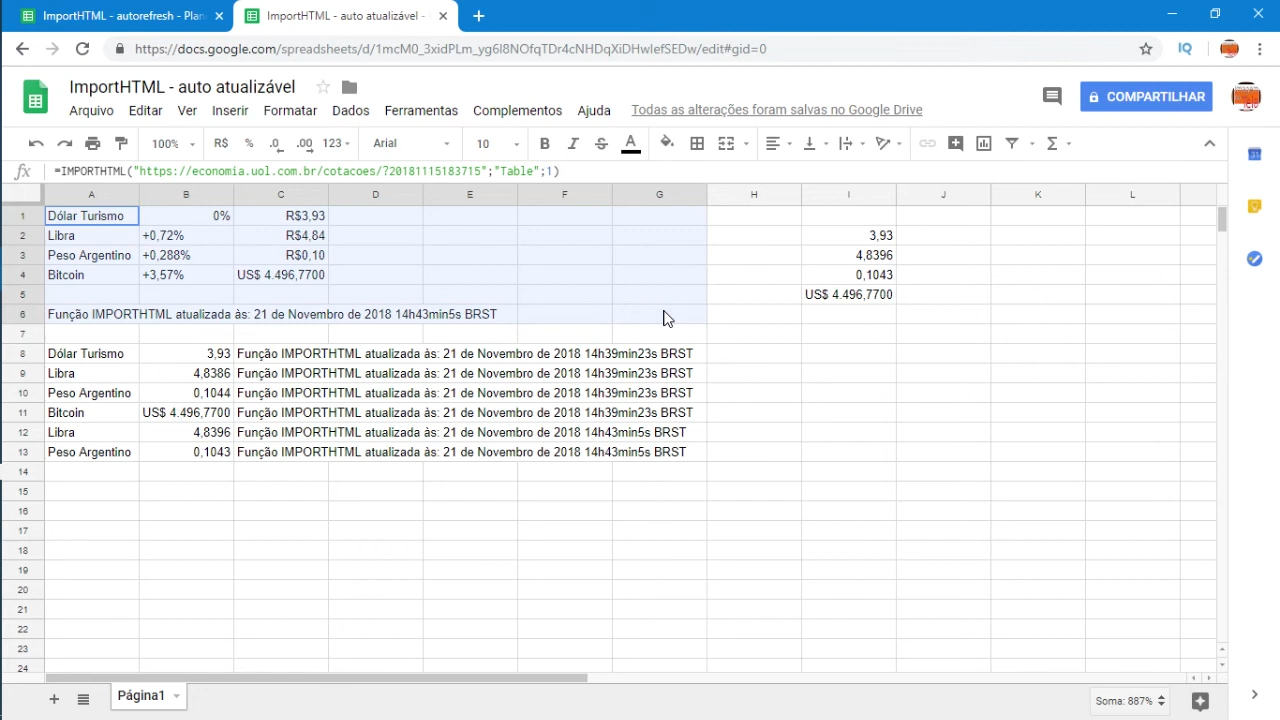 ImportHTML - autorefresh - Plan
ImportHTML - auto atualizável -
https://docs.google.com/spreadsheets/d/1mcM0_3xidPLm_yg6I8NOfqTDr4cNHDqXiDHwIefSEDw/edit#gid=0
IQ
ImportHTML - auto atualizável
Arquivo Editar Ver Inserir Formatar Dados Ferramentas Complementos Ajuda Todas as alterações foram salvas no Google Drive
COMPARTILHAR
100% R$ % .0 .00 123 Arial 10 B I S A Σ
fx =IMPORTHTML("https://economia.uol.com.br/cotacoes/?20181115183715";"Table";1)
A B C D E F G H I J K L
1 Dólar Turismo 0% R$3,93
2 Libra +0,72% R$4,84 3,93
3 Peso Argentino +0,288% R$0,10 4,8396
4 Bitcoin +3,57% US$ 4.496,7700 0,1043
5 US$ 4.496,7700
6 Função IMPORTHTML atualizada às: 21 de Novembro de 2018 14h43min5s BRST
7
8 Dólar Turismo 3,93 Função IMPORTHTML atualizada às: 21 de Novembro de 2018 14h39min23s BRST
9 Libra 4,8386 Função IMPORTHTML atualizada às: 21 de Novembro de 2018 14h39min23s BRST
10 Peso Argentino 0,1044 Função IMPORTHTML atualizada às: 21 de Novembro de 2018 14h39min23s BRST
11 Bitcoin US$ 4.496,7700 Função IMPORTHTML atualizada às: 21 de Novembro de 2018 14h39min23s BRST
12 Libra 4,8396 Função IMPORTHTML atualizada às: 21 de Novembro de 2018 14h43min5s BRST
13 Peso Argentino 0,1043 Função IMPORTHTML atualizada às: 21 de Novembro de 2018 14h43min5s BRST
14
15
16
17
18
19
20
21
22
23
24
Página1
Soma: 887%